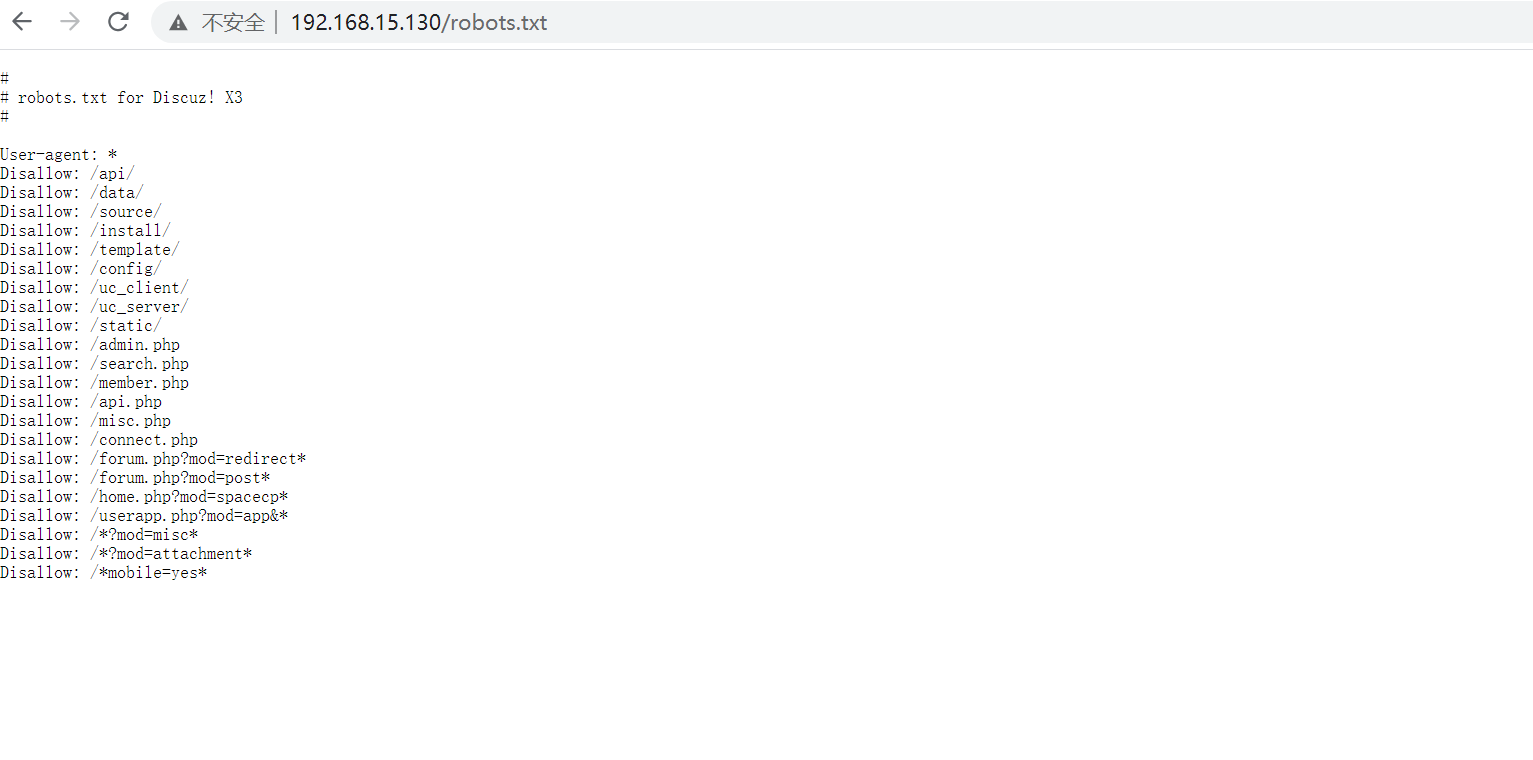 不安全 192.168.15.130/robots.txt
#
# robots.txt for Discuz! X3
#
User-agent: *
Disallow: /api/
Disallow: /data/
Disallow: /source/
Disallow: /install/
Disallow: /template/
Disallow: /config/
Disallow: /uc_client/
Disallow: /uc_server/
Disallow: /static/
Disallow: /admin.php
Disallow: /search.php
Disallow: /member.php
Disallow: /api.php
Disallow: /misc.php
Disallow: /connect.php
Disallow: /forum.php?mod=redirect*
Disallow: /forum.php?mod=post*
Disallow: /home.php?mod=spacecp*
Disallow: /userapp.php?mod=app&*
Disallow: /*?mod=misc*
Disallow: /*?mod=attachment*
Disallow: /*mobile=yes*